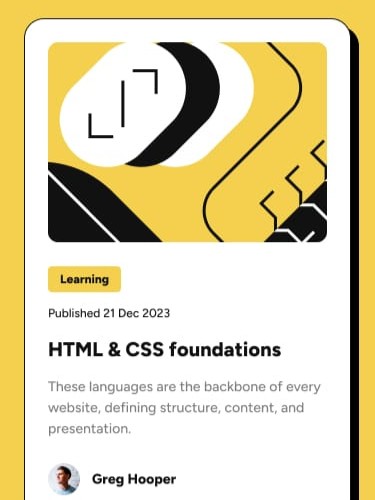 Learning
Published 21 Dec 2023
HTML & CSS foundations
These languages are the backbone of every
website, defining structure, content, and
presentation.
Greg Hooper